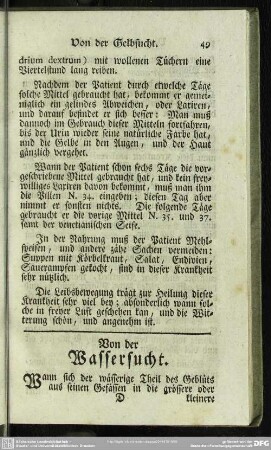 Von der Gelbsucht. 49
drium dextrum) mit wollenen Tüchern eine
Viertelstund lang reiben.
Nachdem der Patient durch etwelche Täge
solche Mittel gebraucht hat, bekommt er gemei-
niglich ein gelindes Abweichen, oder Laxiren,
und darauf befindet er sich besser: Man muß
dannoch im Gebrauch dieser Mitteln fortfahren,
bis der Urin wieder seine natürliche Farbe hat,
und die Gelbe in den Augen, und der Haut
gänzlich vergehet.
Wann der Patient schon sechs Täge die vor-
geschriebene Mittel gebraucht hat, und kein frey-
williges Laxiren davon bekommt, muß man ihm
die Pillen N. 34. eingeben; diesen Tag aber
nimmt er sonsten nichts. Die folgende Täge
gebraucht er die vorige Mittel N. 35. und 37.
samt der venetianischen Seife.
In der Nahrung muß der Patient Mehl-
speisen, und andere zähe Sachen vermeiden:
Suppen mit Körbelkraut, Salat, Endivien,
Saurampfen gekocht, sind in dieser Krankheit
sehr nützlich.
Die Leibsbewegung trägt zur Heilung dieser
Krankheit sehr viel bey; absonderlich wann sol-
che in freyer Luft geschehen kan, und die Wit-
terung schön, und angenehm ist.
Von der
Wassersucht.
Wann sich der wässerige Theil des Geblüts
aus seinen Gefässen in die grössere oder
D kleinere